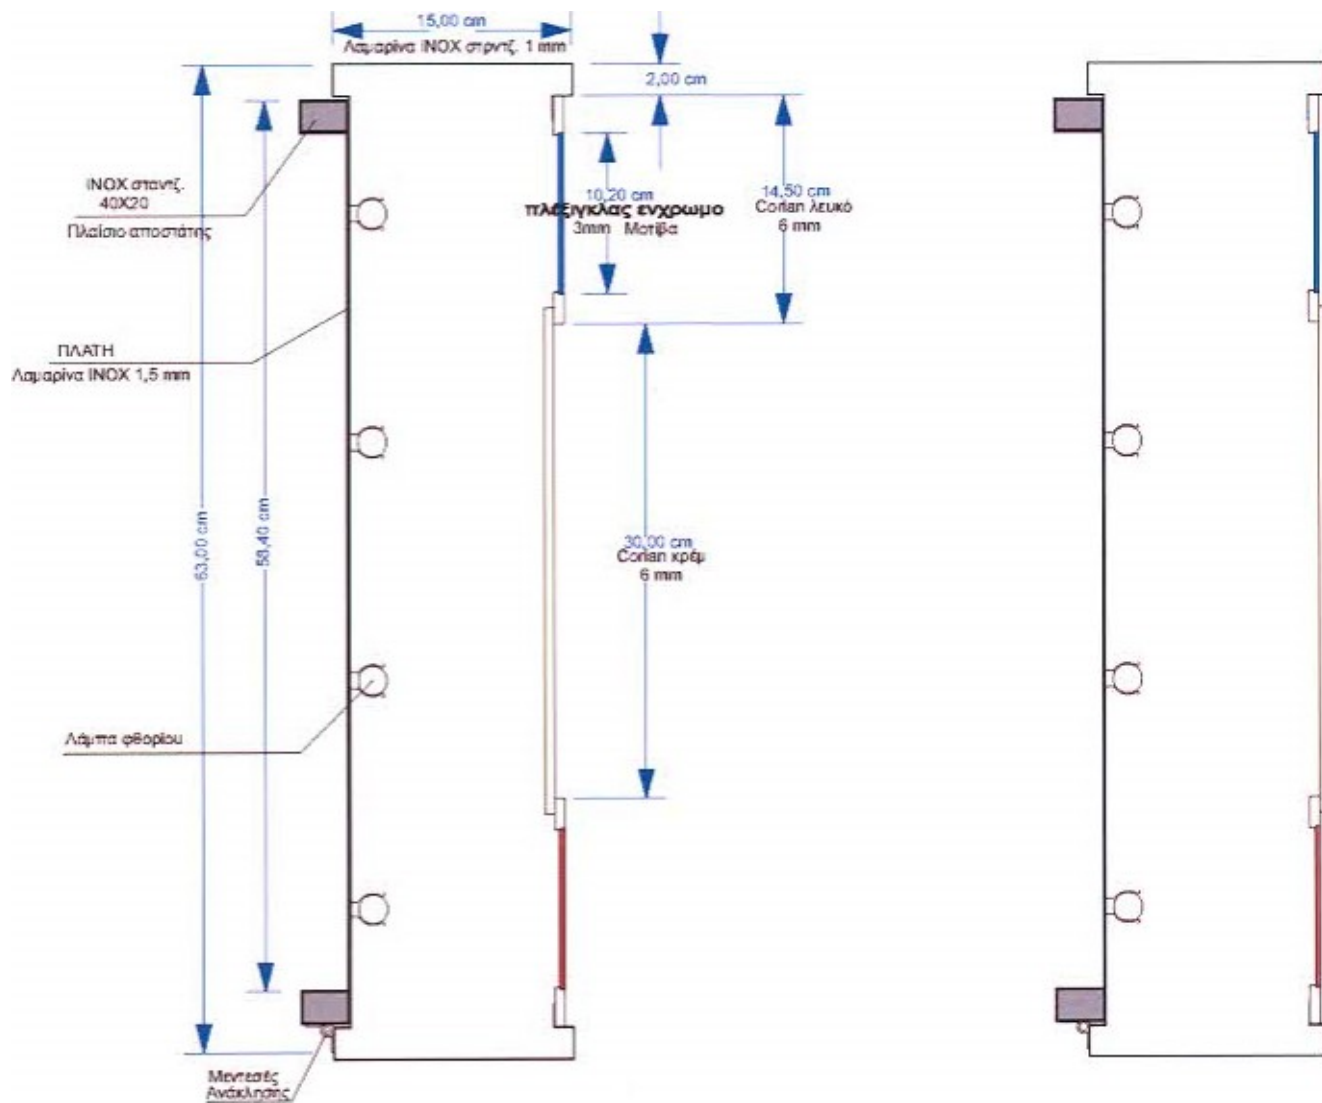 15,00 cm
Λαμαρίνα INOX στρντζ. 1 mm
2,00 cm
INOX σταντζ.
40X20
Πλαίσιο αποστάτης
10,20 cm
πλέξιγκλας ενχρωμο
3mm Μοτίβα
14,50 cm
Corian λευκό
6 mm
ΠΛΑΤΗ
Λαμαρίνα INOX 1,5 mm
63,00 cm
58,40 cm
30,00 cm
Corian κρέμ
6 mm
Λάμπα φθορίου
Μεντεσές
Ανάκλησης